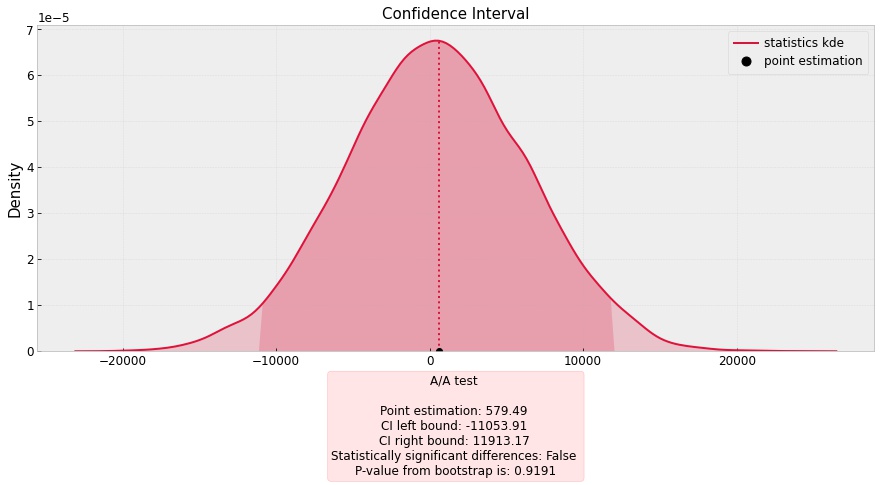 Confidence Interval
1e−5
7
6
5
4
3
2
1
0
Density
statistics kde
point estimation
−20000
−10000
0
10000
20000
A/A test
Point estimation: 579.49
CI left bound: -11053.91
CI right bound: 11913.17
Statistically significant differences: False
P-value from bootstrap is: 0.9191